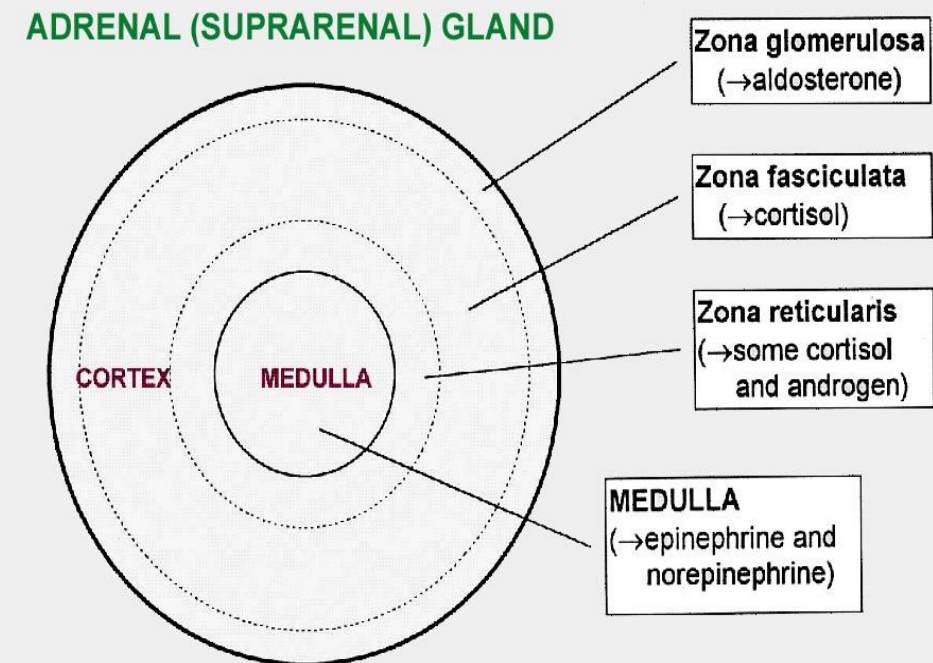 ADRENAL (SUPRARENAL) GLAND
Zona glomerulosa
(→aldosterone)
Zona fasciculata
(→cortisol)
Zona reticularis
(→some cortisol
and androgen)
CORTEX
MEDULLA
MEDULLA
(→epinephrine and
norepinephrine)